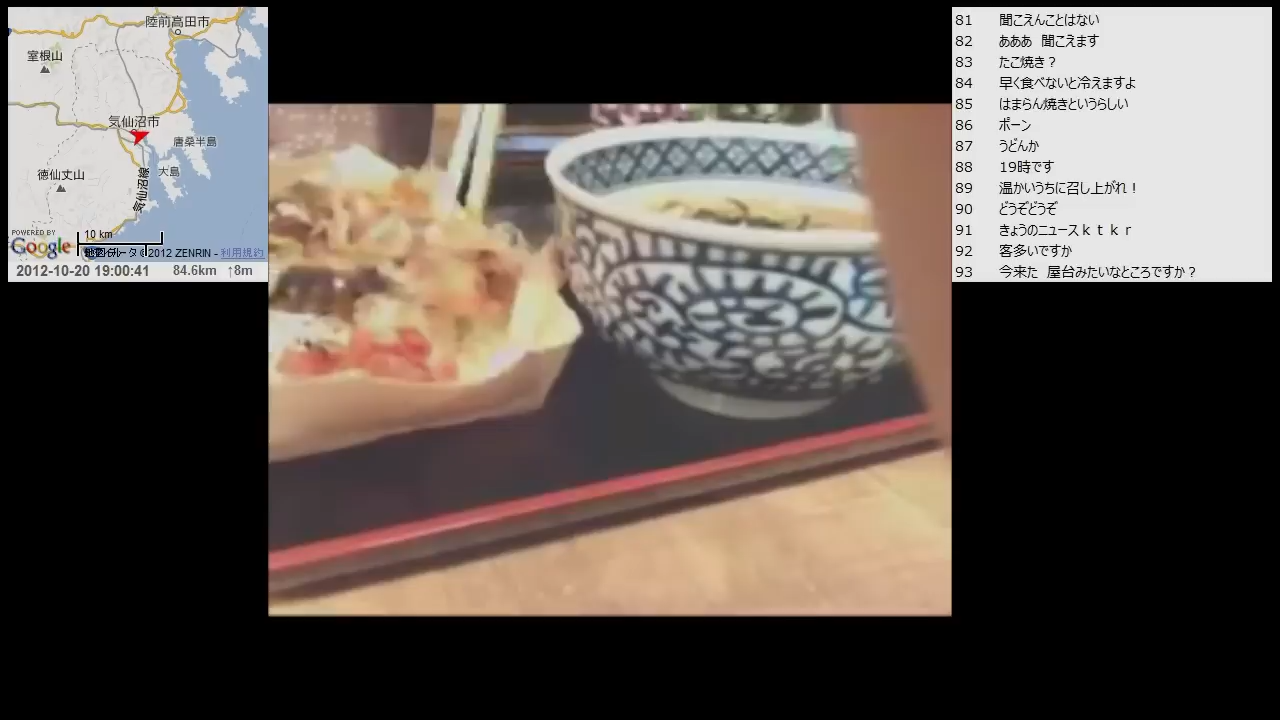 陸前高田市
室根山
気仙沼市
唐桑半島
徳仙丈山
大島
気仙沼線
POWERED BY
Google
10 km
2012 ZENRIN - 利用規約
2012-10-20 19:00:41 84.6km ↑8m
81 聞こえんことはない
82 あああ 聞こえます
83 たこ焼き？
84 早く食べないと冷えますよ
85 はまらん焼きというらしい
86 ポーン
87 うどんか
88 19時です
89 温かいうちに召し上がれ！
90 どうぞどうぞ
91 きょうのニュースｋｔｋｒ
92 客多いですか
93 今来た 屋台みたいなところですか？